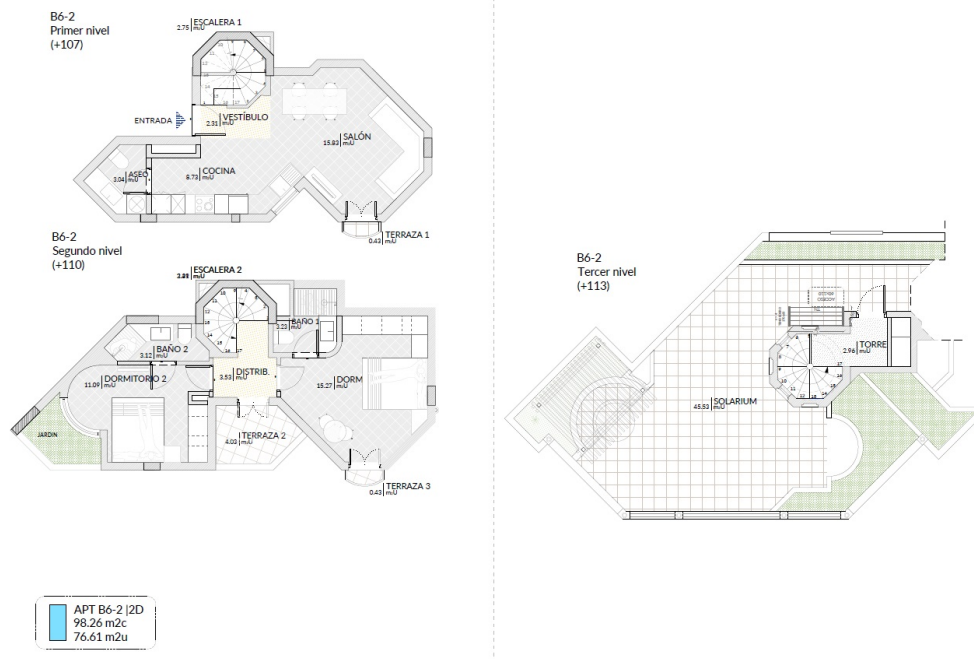 B6-2
Primer nivel
(+107)
ESCALERA 1
2.75 m2U
ENTRADA
VESTÍBULO
2.31 m2U
SALÓN
15.83 m2U
ASEO
3.04 m2U
COCINA
8.73 m2U
TERRAZA 1
0.43 m2U
B6-2
Segundo nivel
(+110)
ESCALERA 2
BAÑO 1
3.23 m2U
BAÑO 2
3.12 m2U
DORMITORIO 2
11.09 m2U
DISTRIB.
3.53 m2U
DORM
15.27 m2U
JARDIN
TERRAZA 2
4.03 m2U
TERRAZA 3
0.43 m2U
B6-2
Tercer nivel
(+113)
TORRE
2.96 m2U
SOLARIUM
45.53 m2U
APT B6-2 |2D
98.26 m2c
76.61 m2u